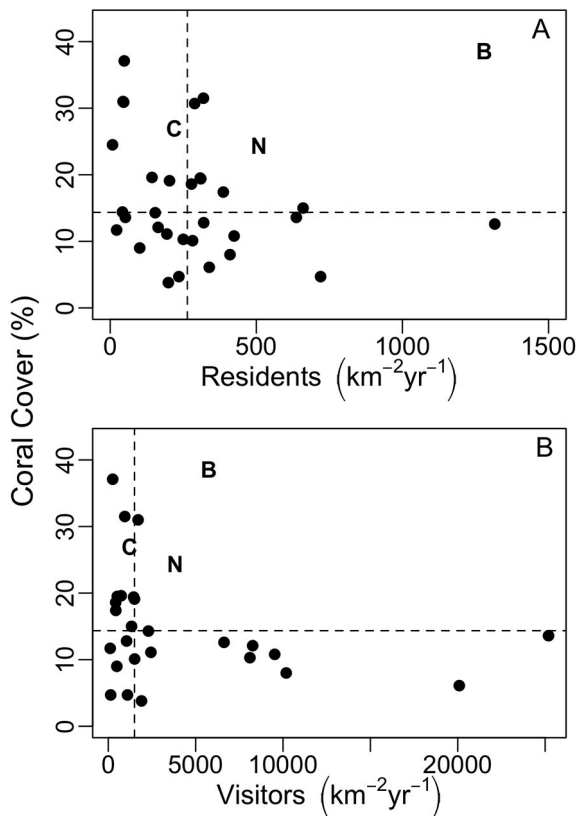 A
B
C
N
0
10
20
30
40
0
500
1000
1500
Residents (km⁻²yr⁻¹)
Coral Cover (%)
B
B
C
N
0
10
20
30
40
0
5000
10000
20000
Visitors (km⁻²yr⁻¹)